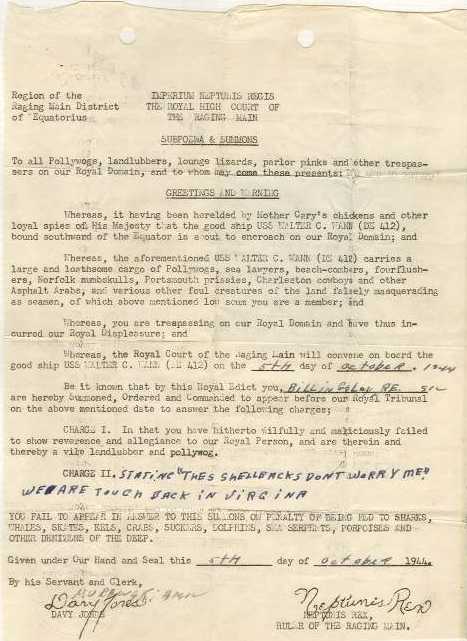 Region of the IMPERIUM NEPTUNIS REGIS
Raging Main District THE ROYAL HIGH COURT OF
of Equatorius THE RAGING MAIN
SUBPOEWA & SUMMONS
To all Pollywogs, landlubbers, lounge lizards, parlor pinks and other trespas-
sers on our Royal Domain, and to whom may come these presents:
GREETINGS AND WARNING
Whereas, it having been harelded by Mother Cary's chickens and other
loyal spies of His Majesty that the good ship USS WALTER C. WANN (DE 412),
bound southward of the Equator is about to encroach on our Royal Domain; and
Whereas, the aforementioned USS WALTER C. WANN (DE 412) carries a
large and loathsome cargo of Pollywogs, sea lawyers, beach-combers, fourflush-
ers, Norfolk numbskulls, Portsmouth prissies, Charleston cowboys and other
Asphalt Arabs, and various other foul creatures of the land falsely masquerading
as seamen, of which above mentioned low scum you are a member; and
Whereas, you are trespassing on our Royal Domain and have thus in-
curred our Royal Displeasure; and
Whereas, the Royal Court of the Raging Main will convene on board the
good ship USS WALTER C. WANN (DE 412) on the 5th day of october. 1944
Be it known that by this Royal Edict you, BILLINGSLEY RE. S1C
are hereby Summoned, Ordered and Commanded to appear before our Royal Tribunal
on the above mentioned date to answer the following charges;
CHARGE I. In that you have hitherto wilfully and maliciously failed
to show reverence and allegiance to our Royal Person, and are therein and
thereby a vile landlubber and pollywog.
CHARGE II. STATING "THES SHELLBACKS DONT WORRY ME"
WE ARE TOUCH BACK IN VIRGINA
YOU FAIL TO APPEAR IN ANSWER TO THIS SUMMONS ON PENALTY OF BEING FED TO SHARKS,
WHALES, SKATES, EELS, CRABS, SUCKERS, DOLPHINS, SEA SERPENTS, PORPOISES AND
OTHER DENIZENS OF THE DEEP.
Given under Our Hand and Seal this 5th day of october 1944.
By his Servant and Clerk,
Davy Jones Neptunis Rex
DAVY JONES NEPTUNIS REX,
RULER OF THE RAGING MAIN.